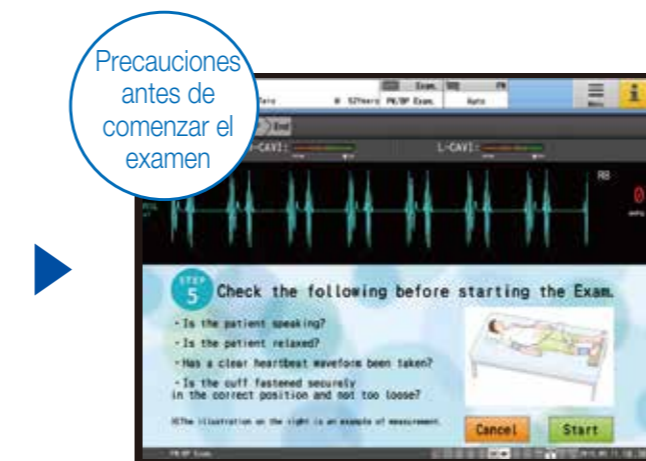 Precauciones
antes de
comenzar el
examen
Exam.
PW/BP Exam. Auto
Menu
End
-CAVI:
L-CAVI:
RB
0
STEP
5
Check the following before starting the Exam.
・Is the patient speaking?
・Is the patient relaxed?
・Has a clear heartbeat waveform been taken?
・Is the cuff fastened securely
in the correct position and not too loose?
※The illustration on the right is an example of measurement.
Cancel
Start